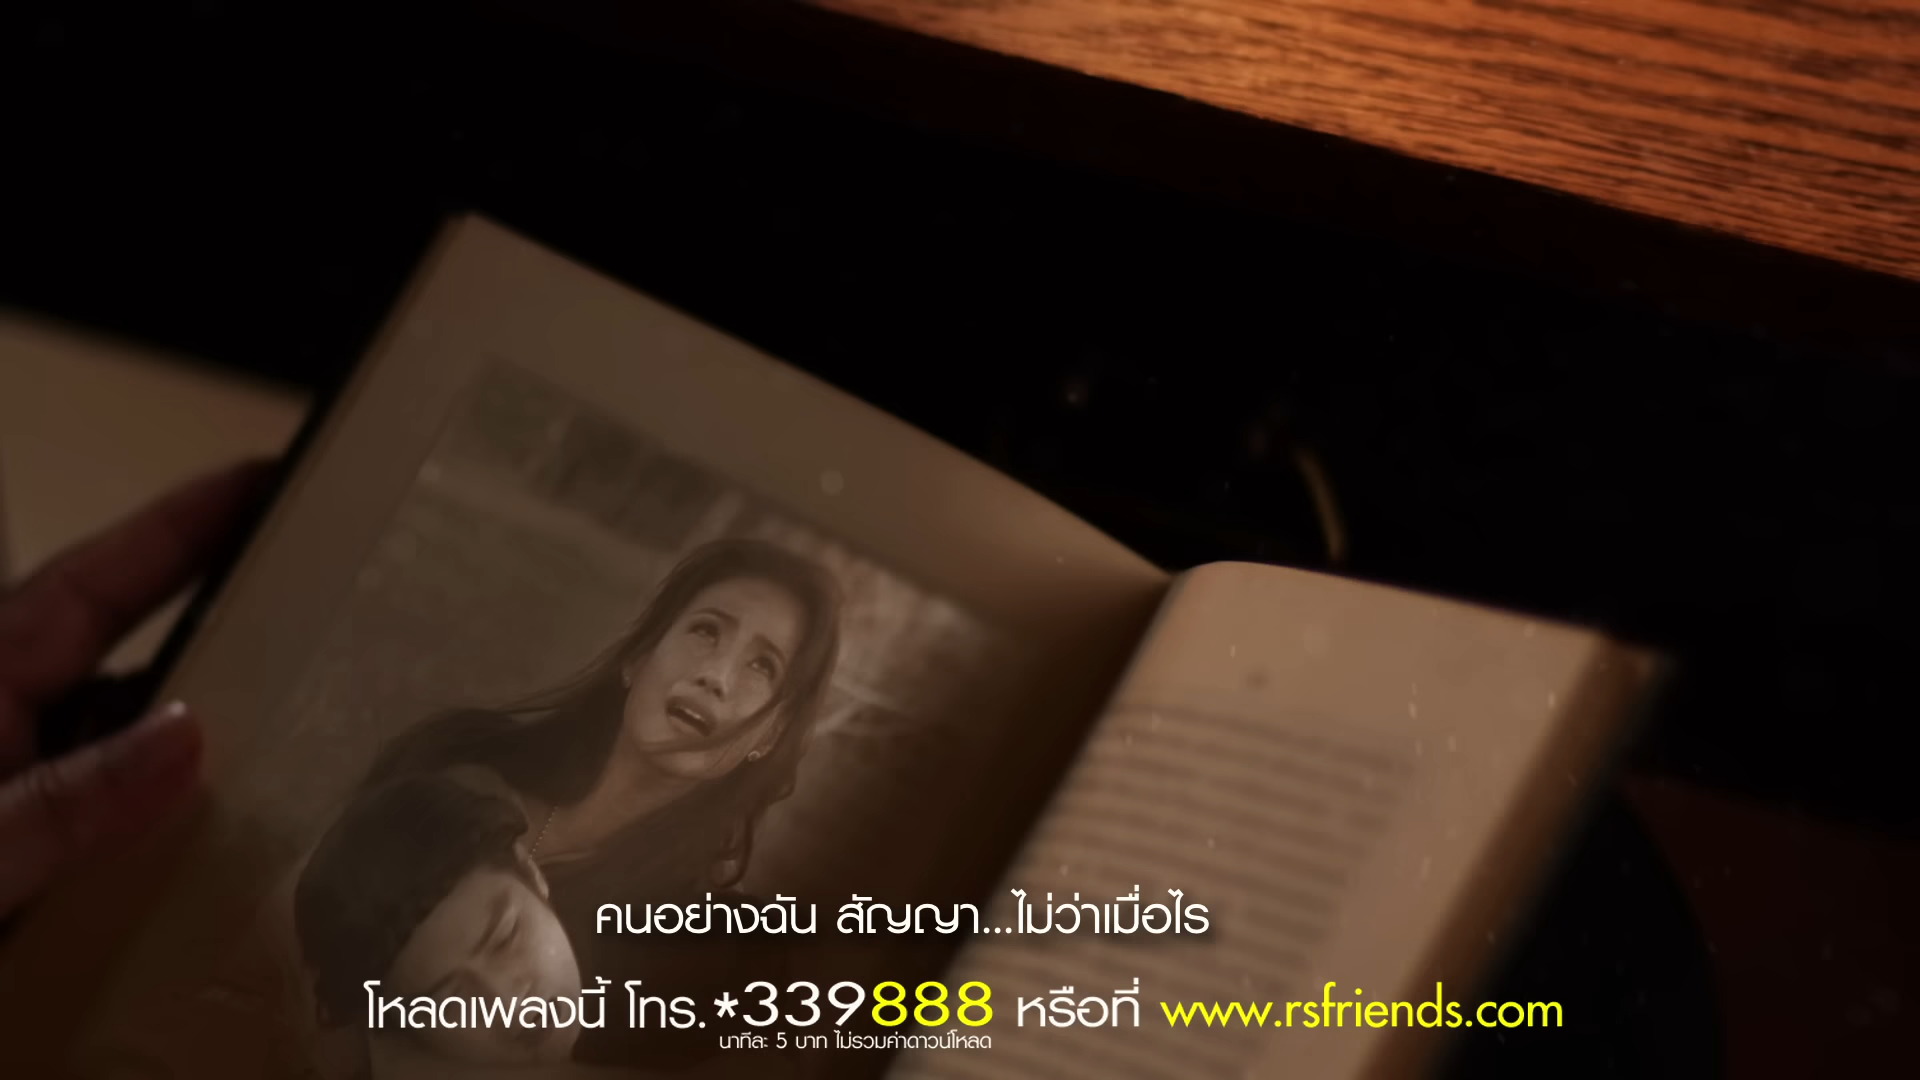 คนอย่างฉัน สัญญา...ไม่ว่าเมื่อไร
โหลดเพลงนี้ โทร.*339888 หรือที่ www.rsfriends.com
นาทีละ 5 บาท ไม่รวมค่าดาวน์โหลด